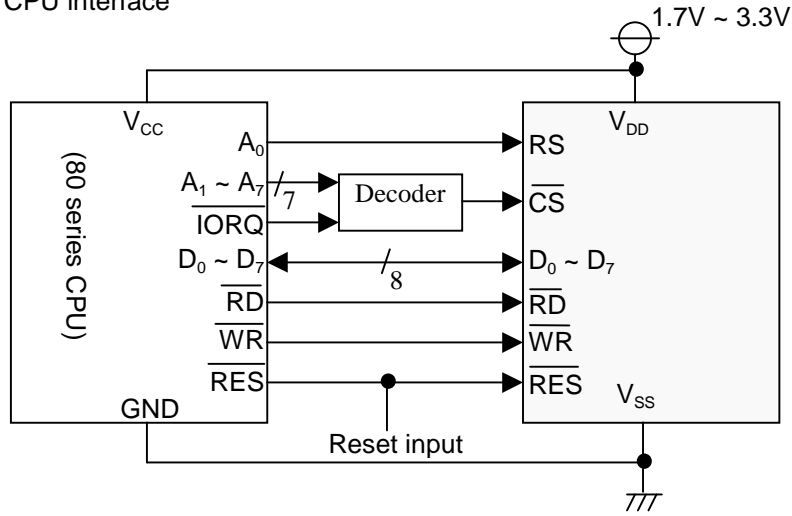 CPU interface
1.7V ~ 3.3V
VCC
VDD
A0
RS
A1 ~ A7
7
Decoder
CS
IORQ
(80 series CPU)
D0 ~ D7
8
D0 ~ D7
RD
RD
WR
WR
RES
RES
GND
VSS
Reset input